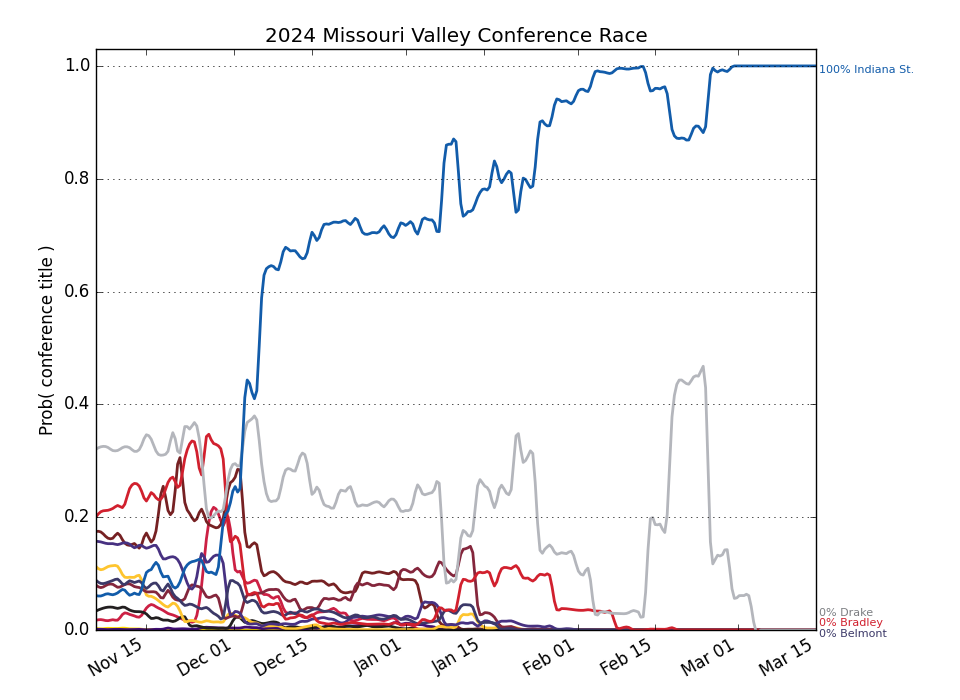 2024 Missouri Valley Conference Race
Prob( conference title )
1.0
0.8
0.6
0.4
0.2
0.0
Nov 15
Dec 01
Dec 15
Jan 01
Jan 15
Feb 01
Feb 15
Mar 01
Mar 15
100% Indiana St.
0% Drake
0% Bradley
0% Belmont